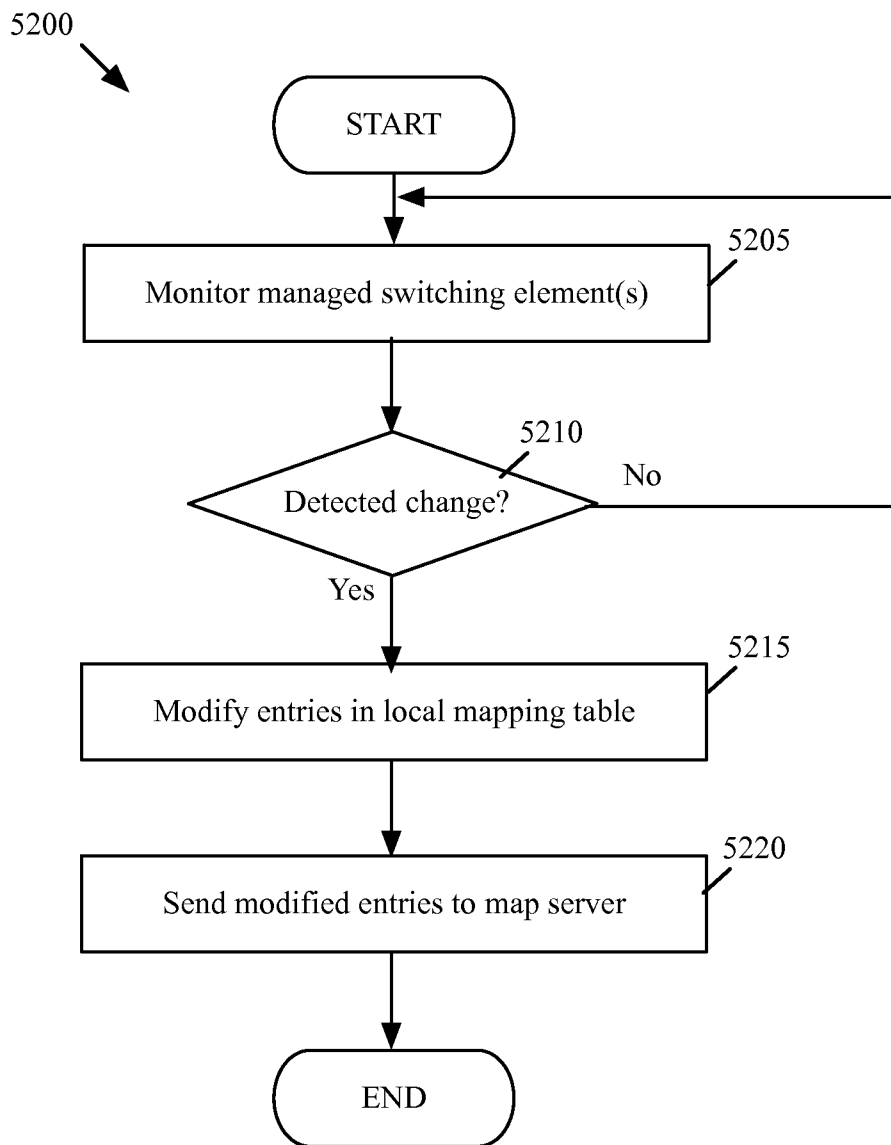 5200
START
5205
Monitor managed switching element(s)
5210
Detected change?
No
Yes
5215
Modify entries in local mapping table
5220
Send modified entries to map server
END